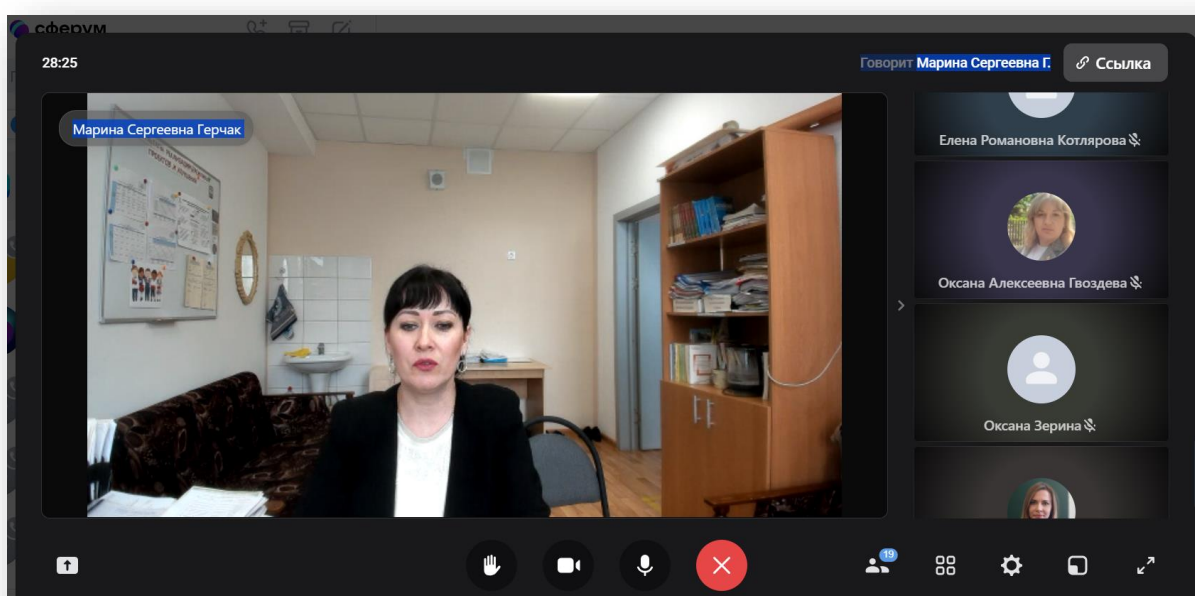 сферум
28:25
Говорит Марина Сергеевна Г.
Ссылка
Марина Сергеевна Герчак
Елена Романовна Котлярова
Оксана Алексеевна Гвоздева
Оксана Зерина
19